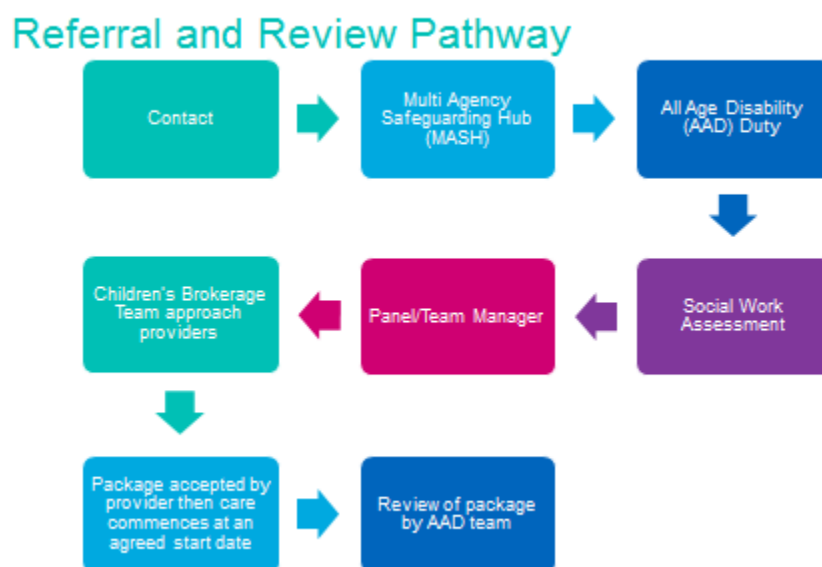 Referral and Review Pathway
Contact
Multi Agency
Safeguarding Hub
(MASH)
All Age Disability
(AAD) Duty
Social Work
Assessment
Panel/Team Manager
Children's Brokerage
Team approach
providers
Package accepted by
provider then care
commences at an
agreed start date
Review of package
by AAD team